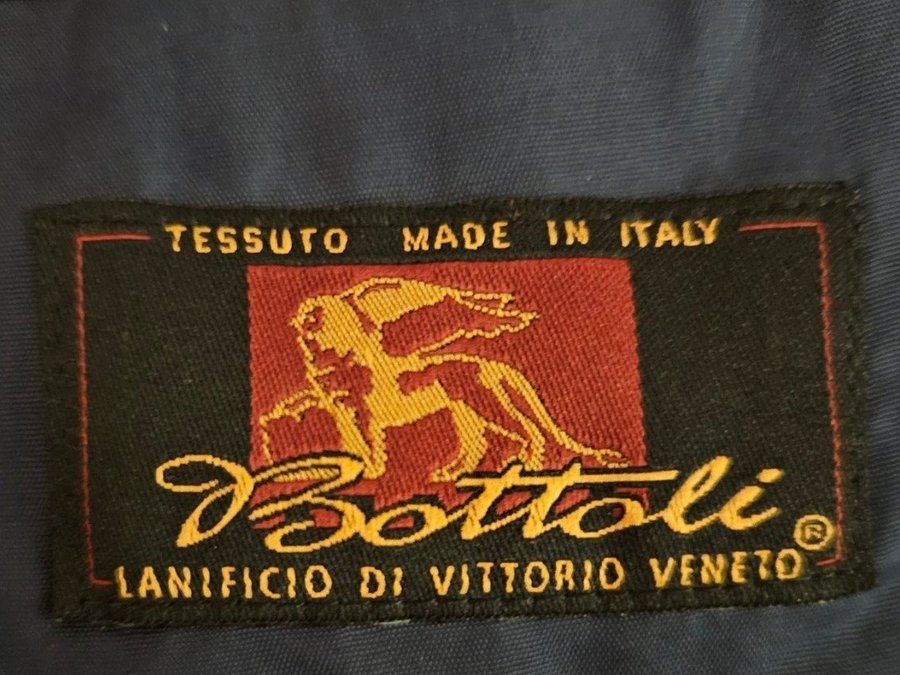 TESSUTO MADE IN ITALY
Bottoli ®
LANIFICIO DI VITTORIO VENETO